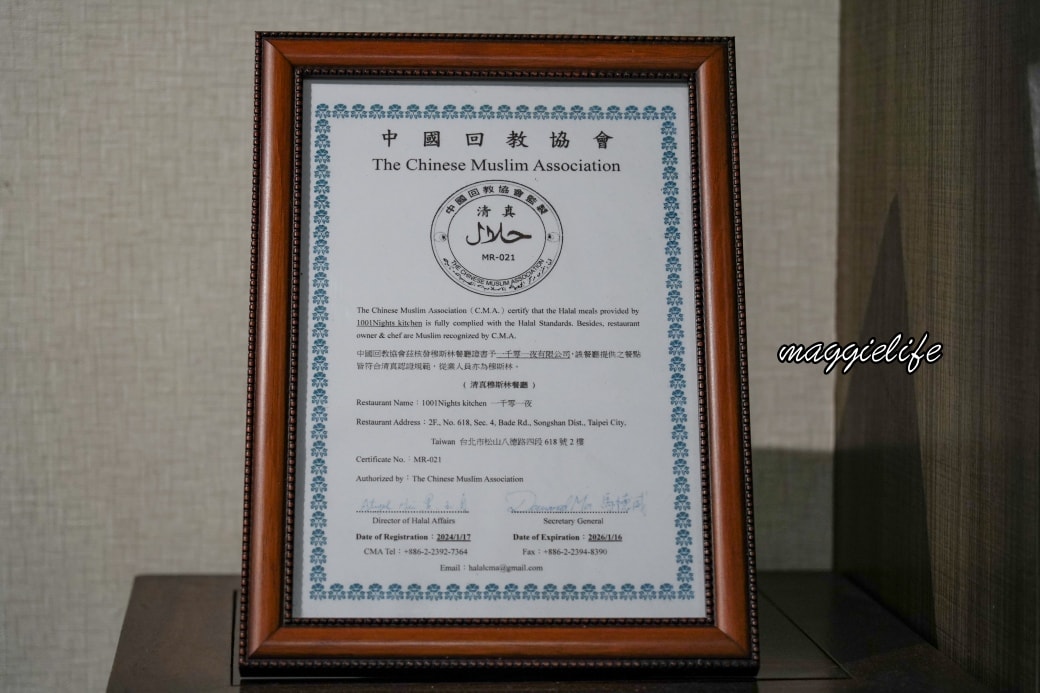 中國回教協會
The Chinese Muslim Association
中國回教協會監製
清真
حلال
MR-021
THE CHINESE MUSLIM ASSOCIATION
The Chinese Muslim Association（C.M.A.）certify that the Halal meals provided by
1001Nights kitchen is fully complied with the Halal Standards. Besides, restaurant
owner & chef are Muslim recognized by C.M.A.
中國回教協會茲核發穆斯林餐廳證書予一千零一夜有限公司,該餐廳提供之餐點
皆符合清真認證規範，從業人員亦為穆斯林。
（清真穆斯林餐廳）
Restaurant Name：1001Nights kitchen 一千零一夜
Restaurant Address：2F., No. 618, Sec. 4, Bade Rd., Songshan Dist., Taipei City,
Taiwan 台北市松山八德路四段 618 號 2 樓
Certificate No.：MR-021
Authorized by：The Chinese Muslim Association
Director of Halal Affairs Secretary General
Date of Registration：2024/1/17 Date of Expiration：2026/1/16
CMA Tel：+886-2-2392-7364 Fax：+886-2-2394-8390
Email：halalcma@gmail.com
maggielife